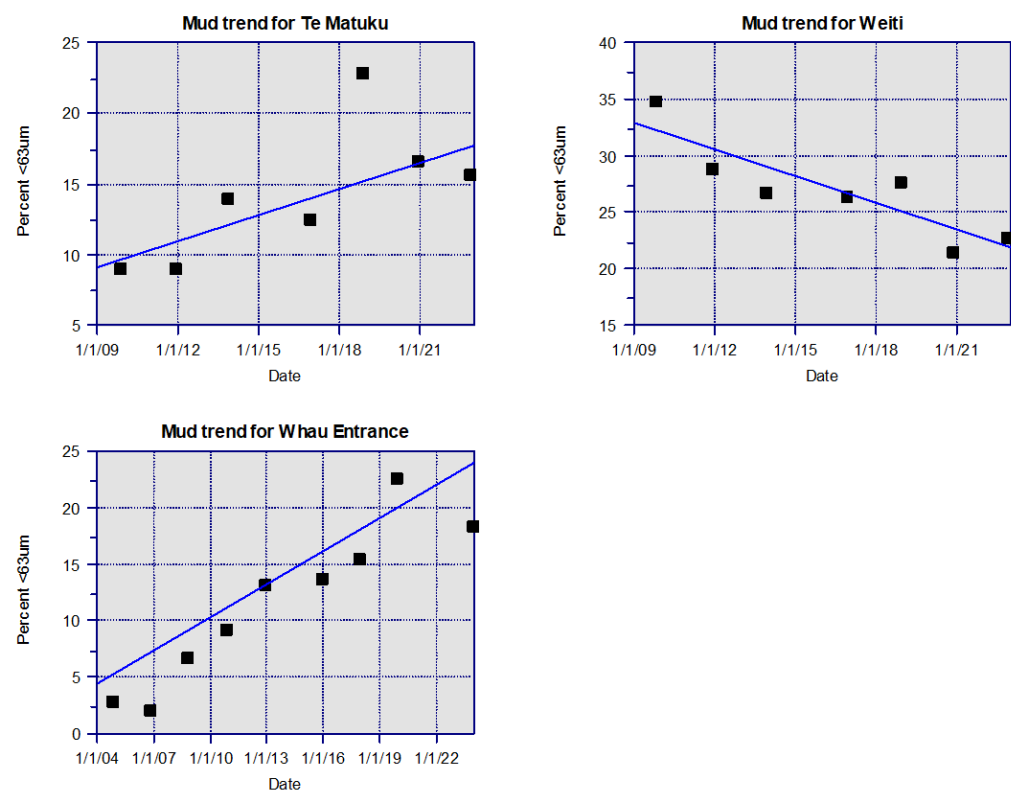 Mud trend for Te Matuku
Percent <63um
25
20
15
10
5
1/1/09 1/1/12 1/1/15 1/1/18 1/1/21
Date
Mud trend for Weiti
Percent <63um
40
35
30
25
20
15
1/1/09 1/1/12 1/1/15 1/1/18 1/1/21
Date
Mud trend for Whau Entrance
Percent <63um
25
20
15
10
5
0
1/1/04 1/1/07 1/1/10 1/1/13 1/1/16 1/1/19 1/1/22
Date